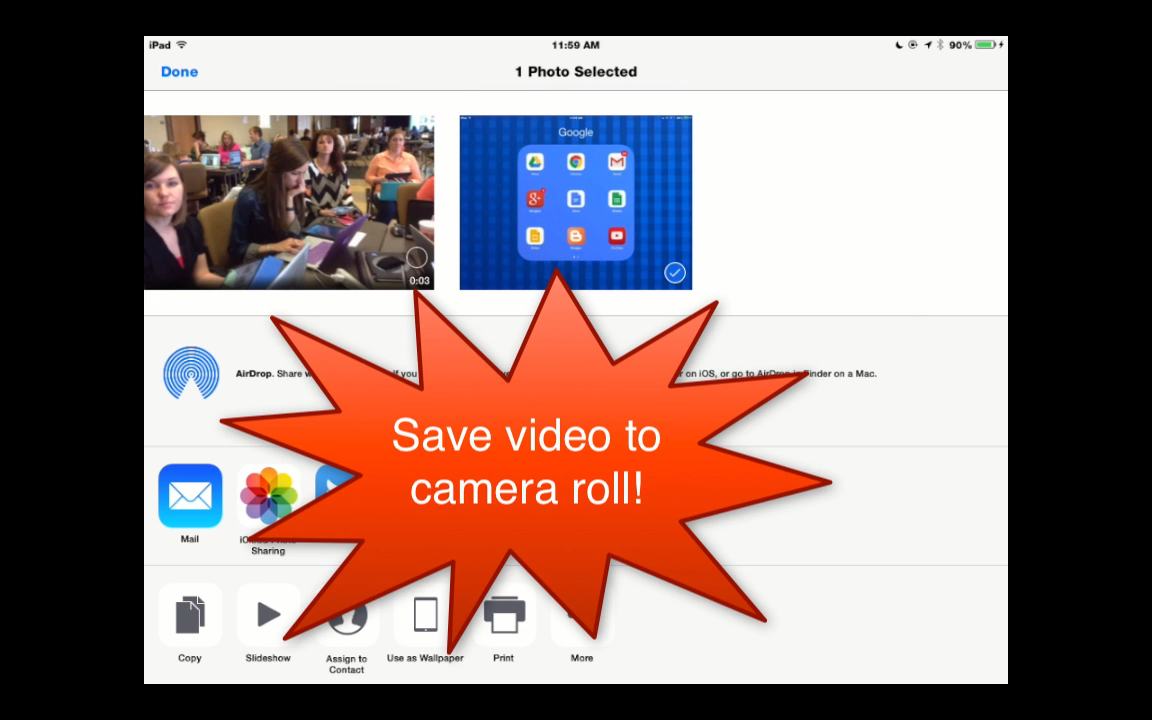 iPad 11:59 AM 90%
Done 1 Photo Selected
Google
0:03
AirDrop. Share if you on iOS, or go to AirDrop in Finder on a Mac.
Save video to
camera roll!
Mail
Sharing
Copy Slideshow Assign to Use as Wallpaper Print More
Contact